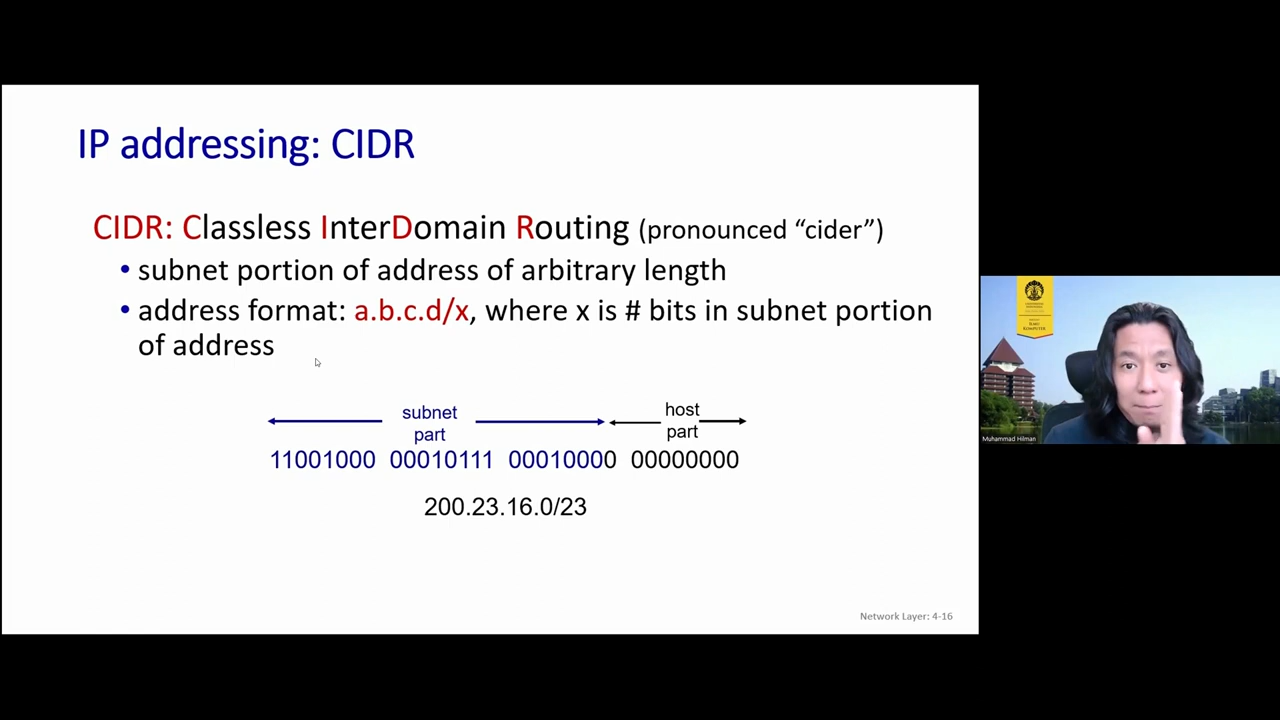 IP addressing: CIDR
CIDR: Classless InterDomain Routing (pronounced “cider”)
• subnet portion of address of arbitrary length
• address format: a.b.c.d/x, where x is # bits in subnet portion
of address
subnet
part
host
part
11001000 00010111 00010000 00000000
200.23.16.0/23
Network Layer: 4-16
ILMU
KOMPUTER
Muhammad Hilman